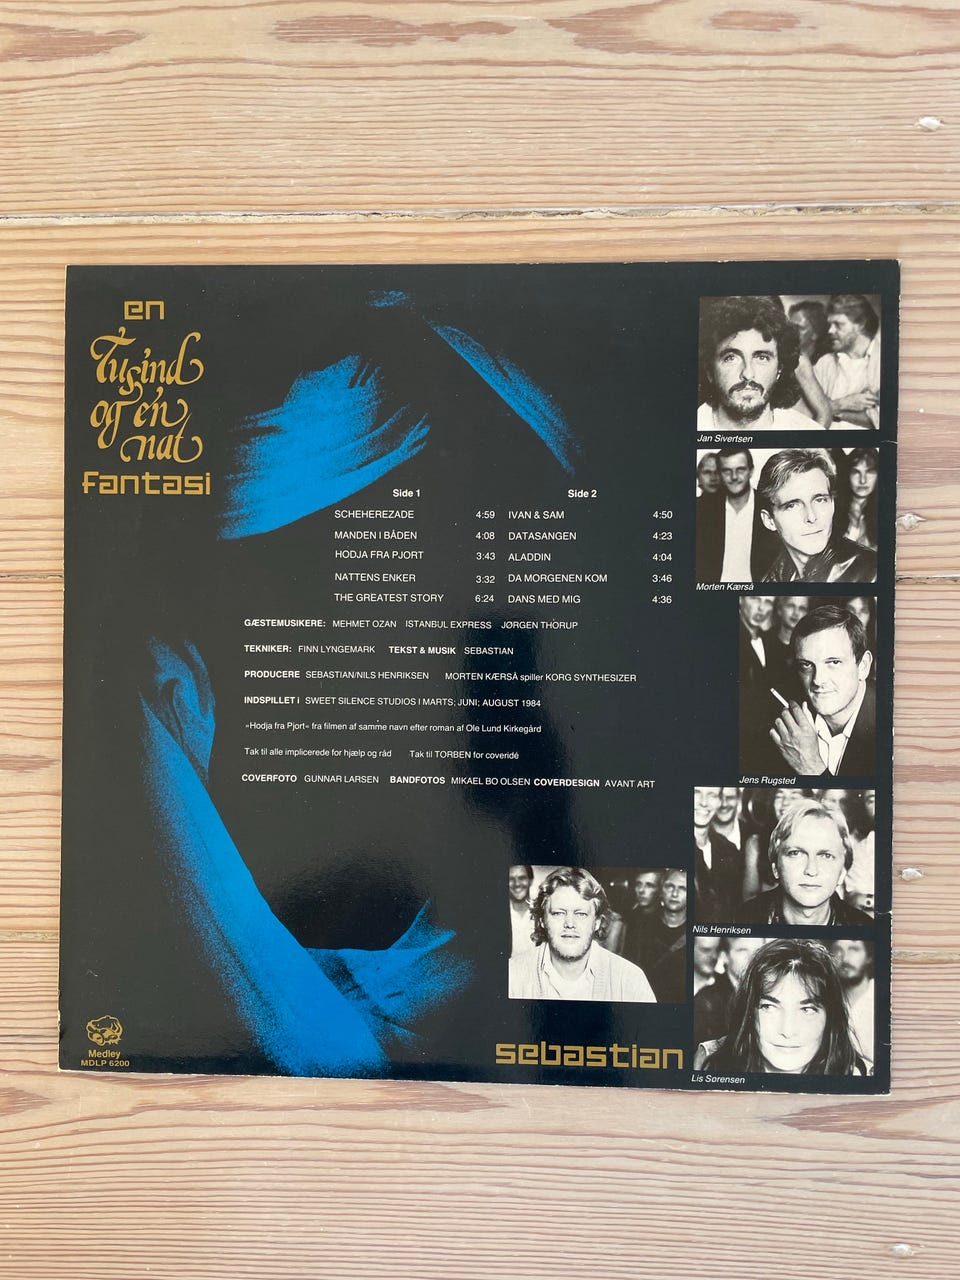 en
Tusind
og én
nat
fantasi
Side 1
SCHEHEREZADE 4:59
MANDEN I BÅDEN 4:08
HODJA FRA PJORT 3:43
NATTENS ENKER 3:32
THE GREATEST STORY 6:24
Side 2
IVAN & SAM 4:50
DATASANGEN 4:23
ALADDIN 4:04
DA MORGENEN KOM 3:46
DANS MED MIG 4:36
GÆSTEMUSIKERE: MEHMET OZAN ISTANBUL EXPRESS JØRGEN THORUP
TEKNIKER: FINN LYNGEMARK TEKST & MUSIK SEBASTIAN
PRODUCERE SEBASTIAN/NILS HENRIKSEN MORTEN KÆRSÅ spiller KORG SYNTHESIZER
INDSPILLET i SWEET SILENCE STUDIOS I MARTS; JUNI; AUGUST 1984
»Hodja fra Pjort« fra filmen af samme navn efter roman af Ole Lund Kirkegård
Tak til alle implicerede for hjælp og råd Tak til TORBEN for coveridé
COVERFOTO GUNNAR LARSEN BANDFOTOS MIKAEL BO OLSEN COVERDESIGN AVANT ART
Jan Sivertsen
Morten Kærså
Jens Rugsted
Nils Henriksen
Lis Sørensen
sebastian
Medley
MDLP 6200